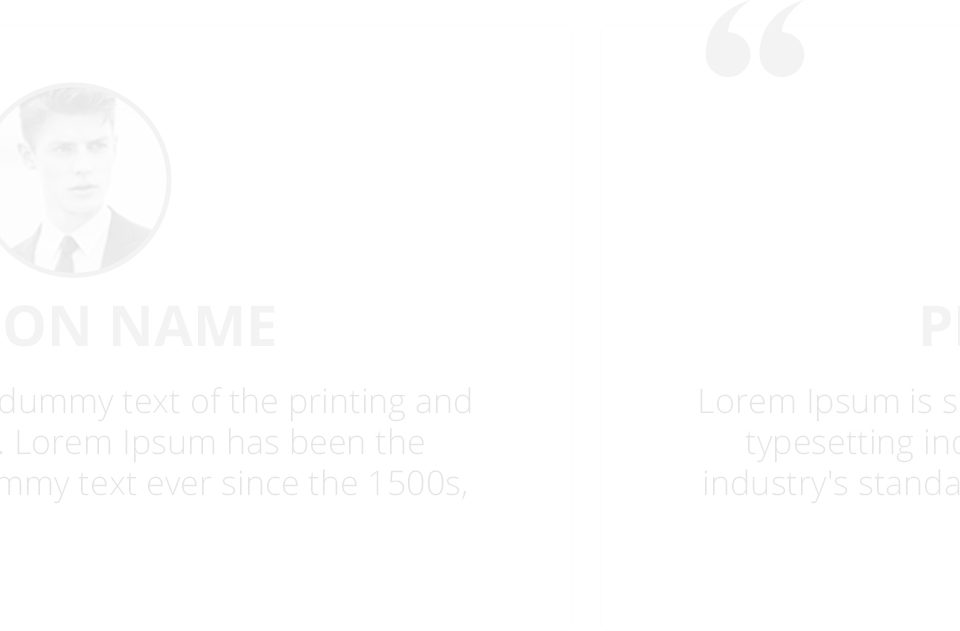 ON NAME
dummy text of the printing and
. Lorem Ipsum has been the
mmy text ever since the 1500s,
“
P
Lorem Ipsum is s
typesetting ind
industry's standa